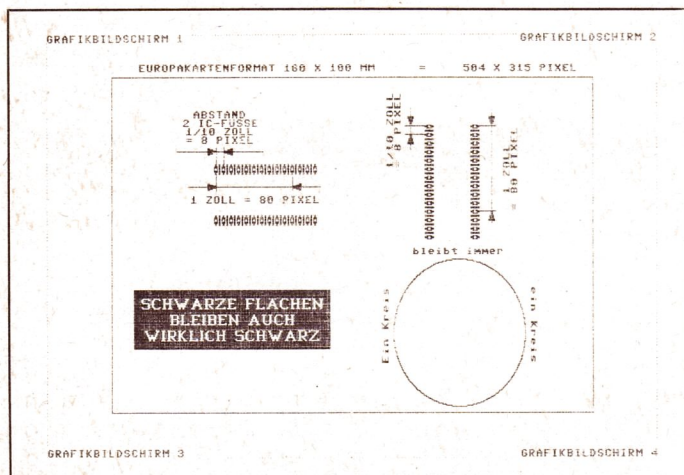 GRAFIKBILDSCHIRM 1
GRAFIKBILDSCHIRM 2
EUROPAKARTENFORMAT 160 X 100 MM = 504 X 315 PIXEL
ABSTAND
2 IC-FÜSSE
1/10 ZOLL
= 8 PIXEL
1 ZOLL = 80 PIXEL
1/10 ZOLL
= 8 PIXEL
1 ZOLL
= 80 PIXEL
SCHWARZE FLÄCHEN
BLEIBEN AUCH
WIRKLICH SCHWARZ
Ein Kreis
bleibt immer
ein Kreis
GRAFIKBILDSCHIRM 3
GRAFIKBILDSCHIRM 4